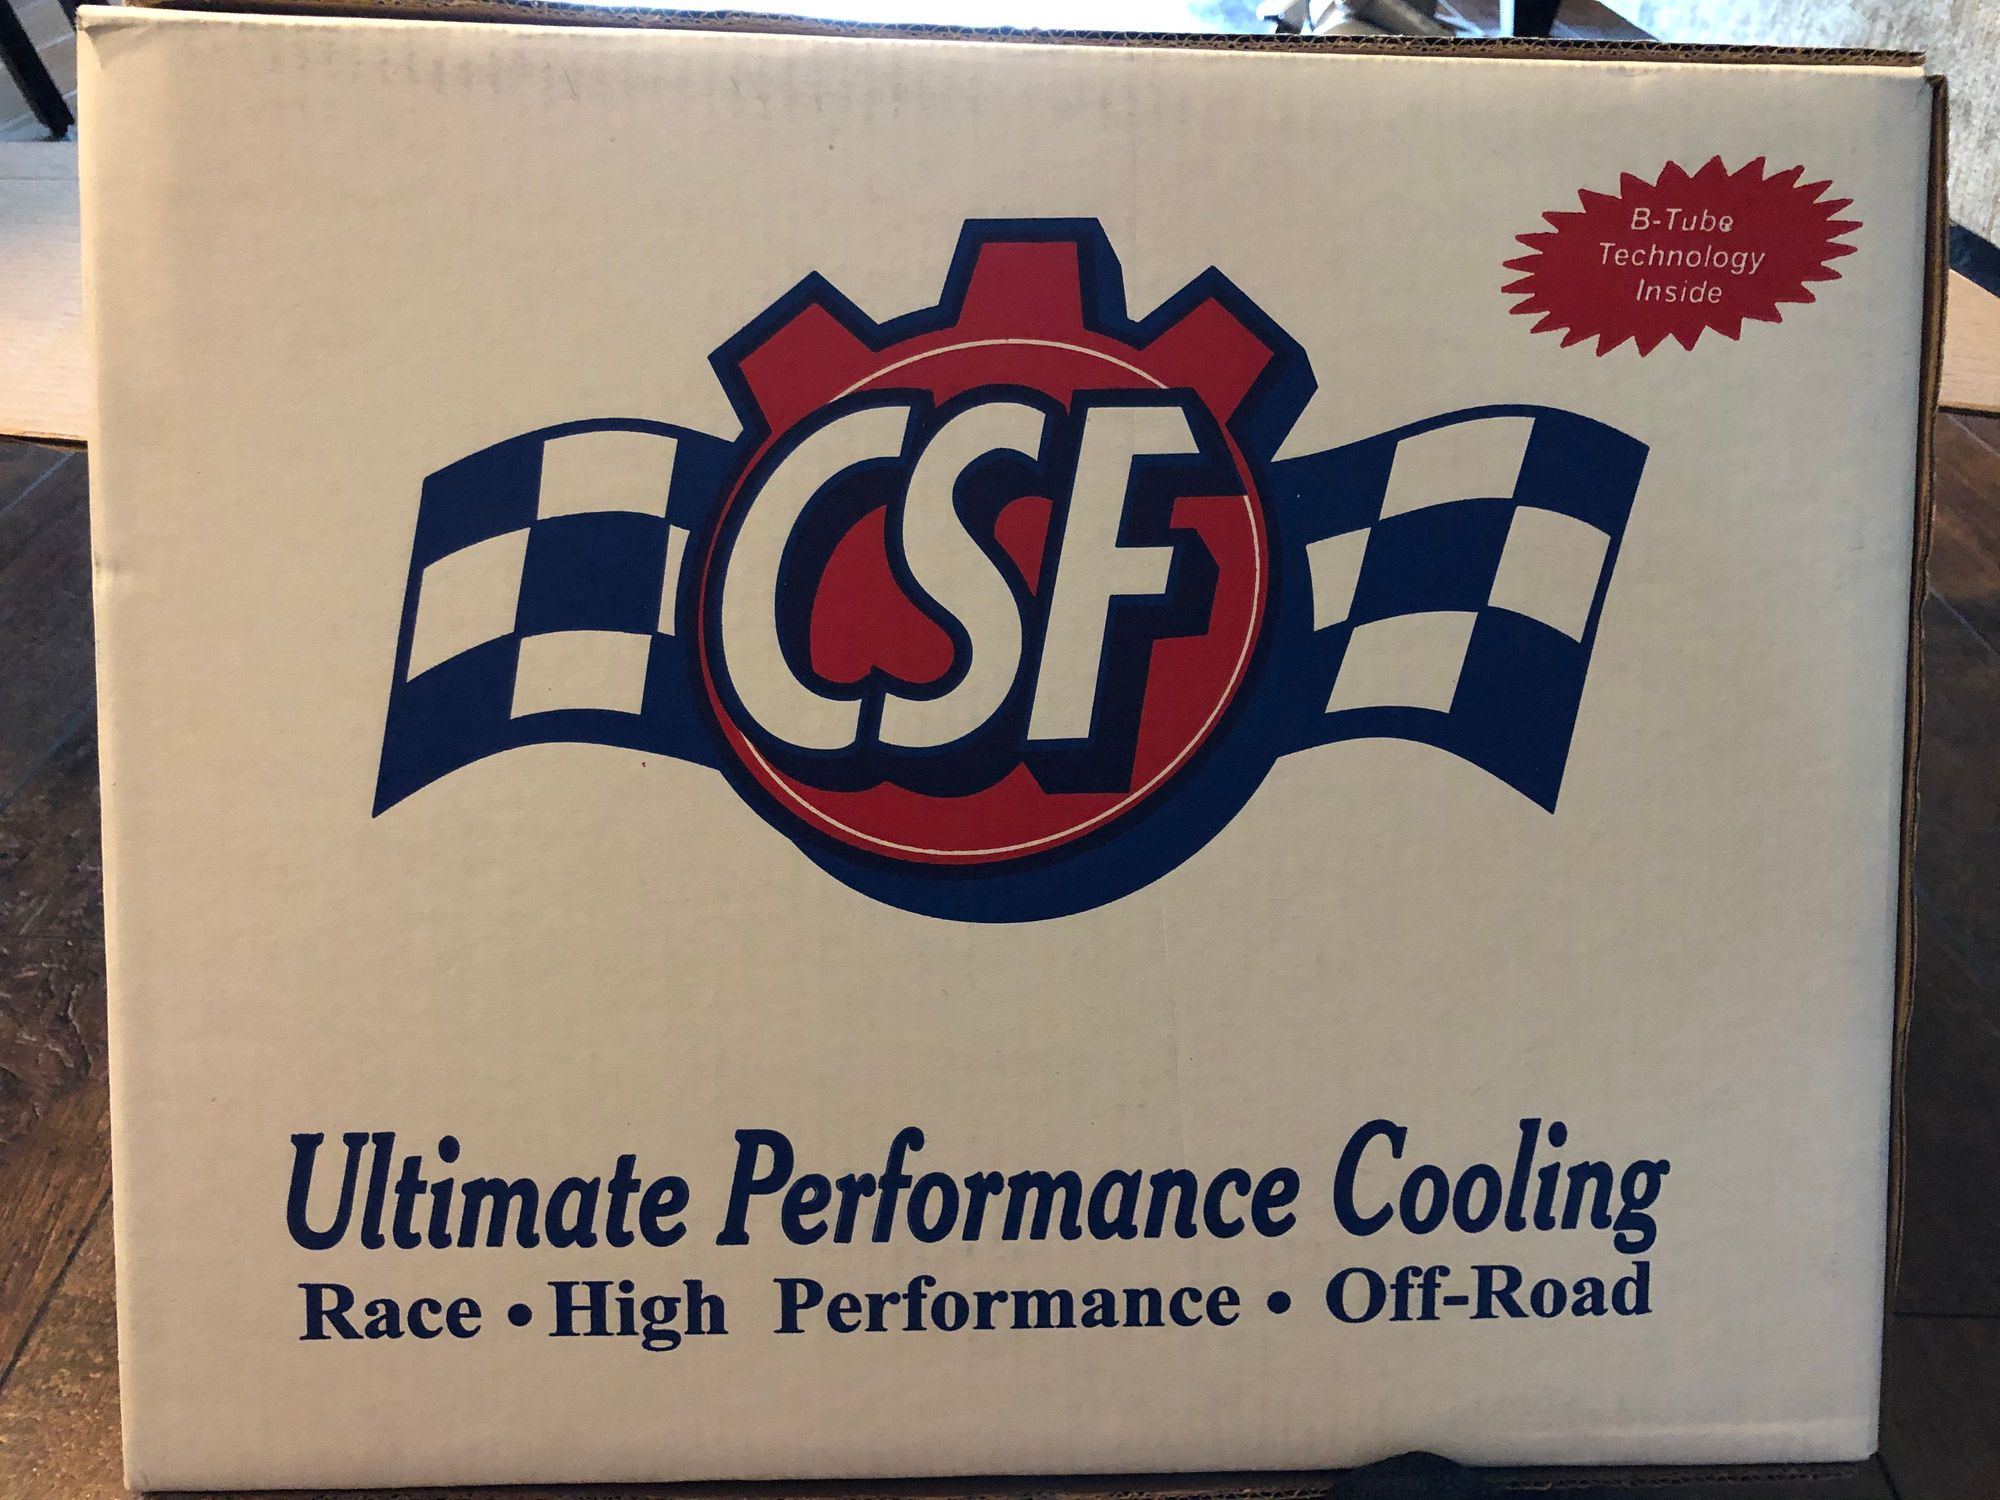 B-Tube
Technology
Inside
CSF
Ultimate Performance Cooling
Race • High Performance • Off-Road